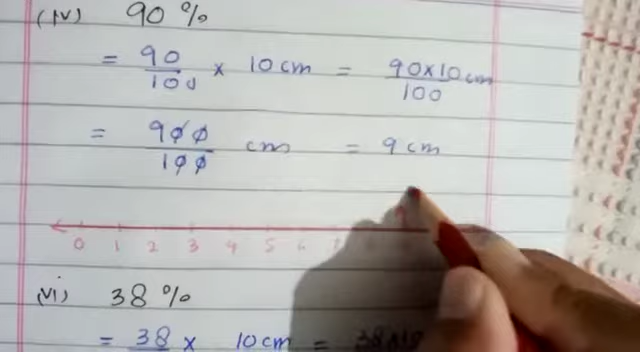 (iv) 90 %
= 90/100 × 10 cm = 90×10 cm/100
= 900/100 cm = 9 cm
0 1 2 3 4 5 6 7
(vi) 38 %
= 38 × 10 cm =